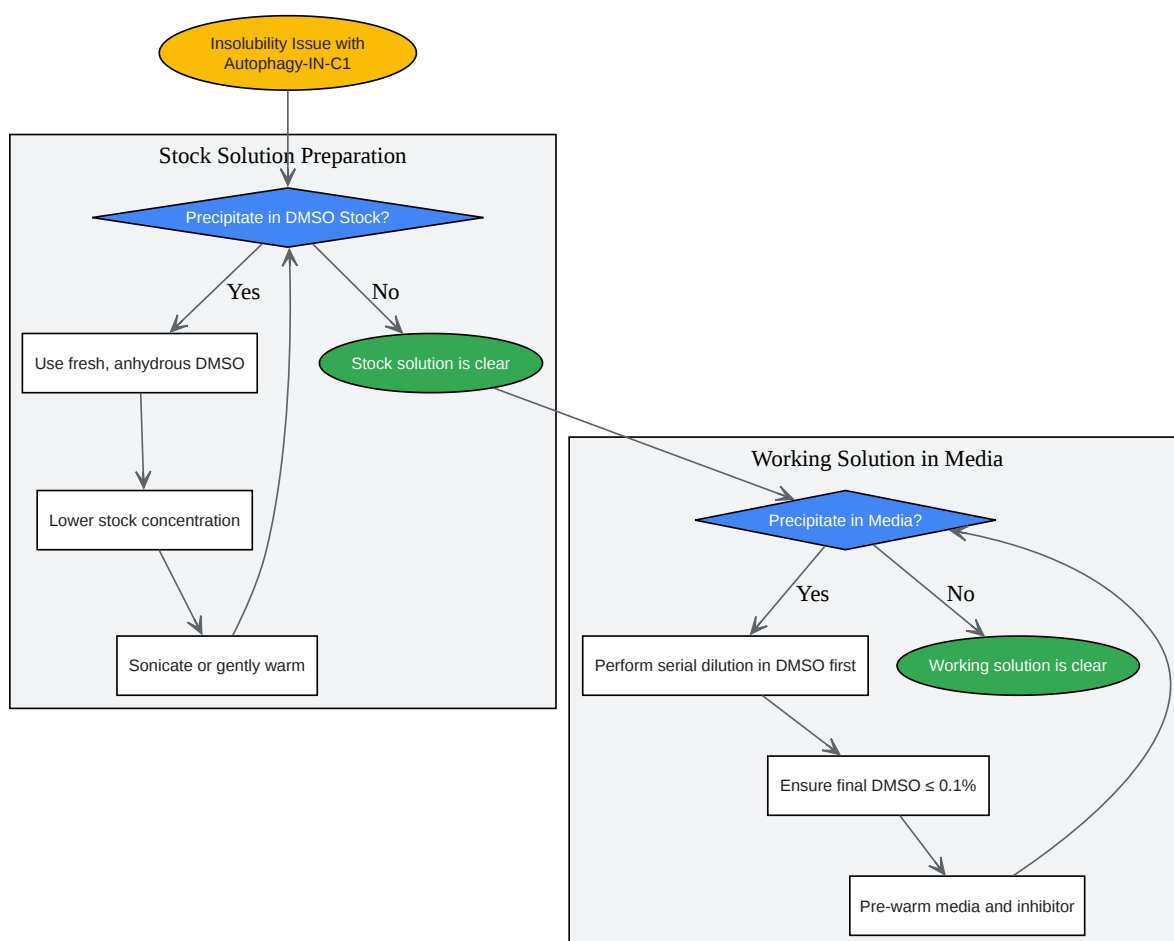 Insolubility Issue with
Autophagy-IN-C1
Stock Solution Preparation
Precipitate in DMSO Stock?
Yes
No
Use fresh, anhydrous DMSO
Stock solution is clear
Lower stock concentration
Sonicate or gently warm
Working Solution in Media
Precipitate in Media?
Yes
No
Perform serial dilution in DMSO first
Working solution is clear
Ensure final DMSO ≤ 0.1%
Pre-warm media and inhibitor